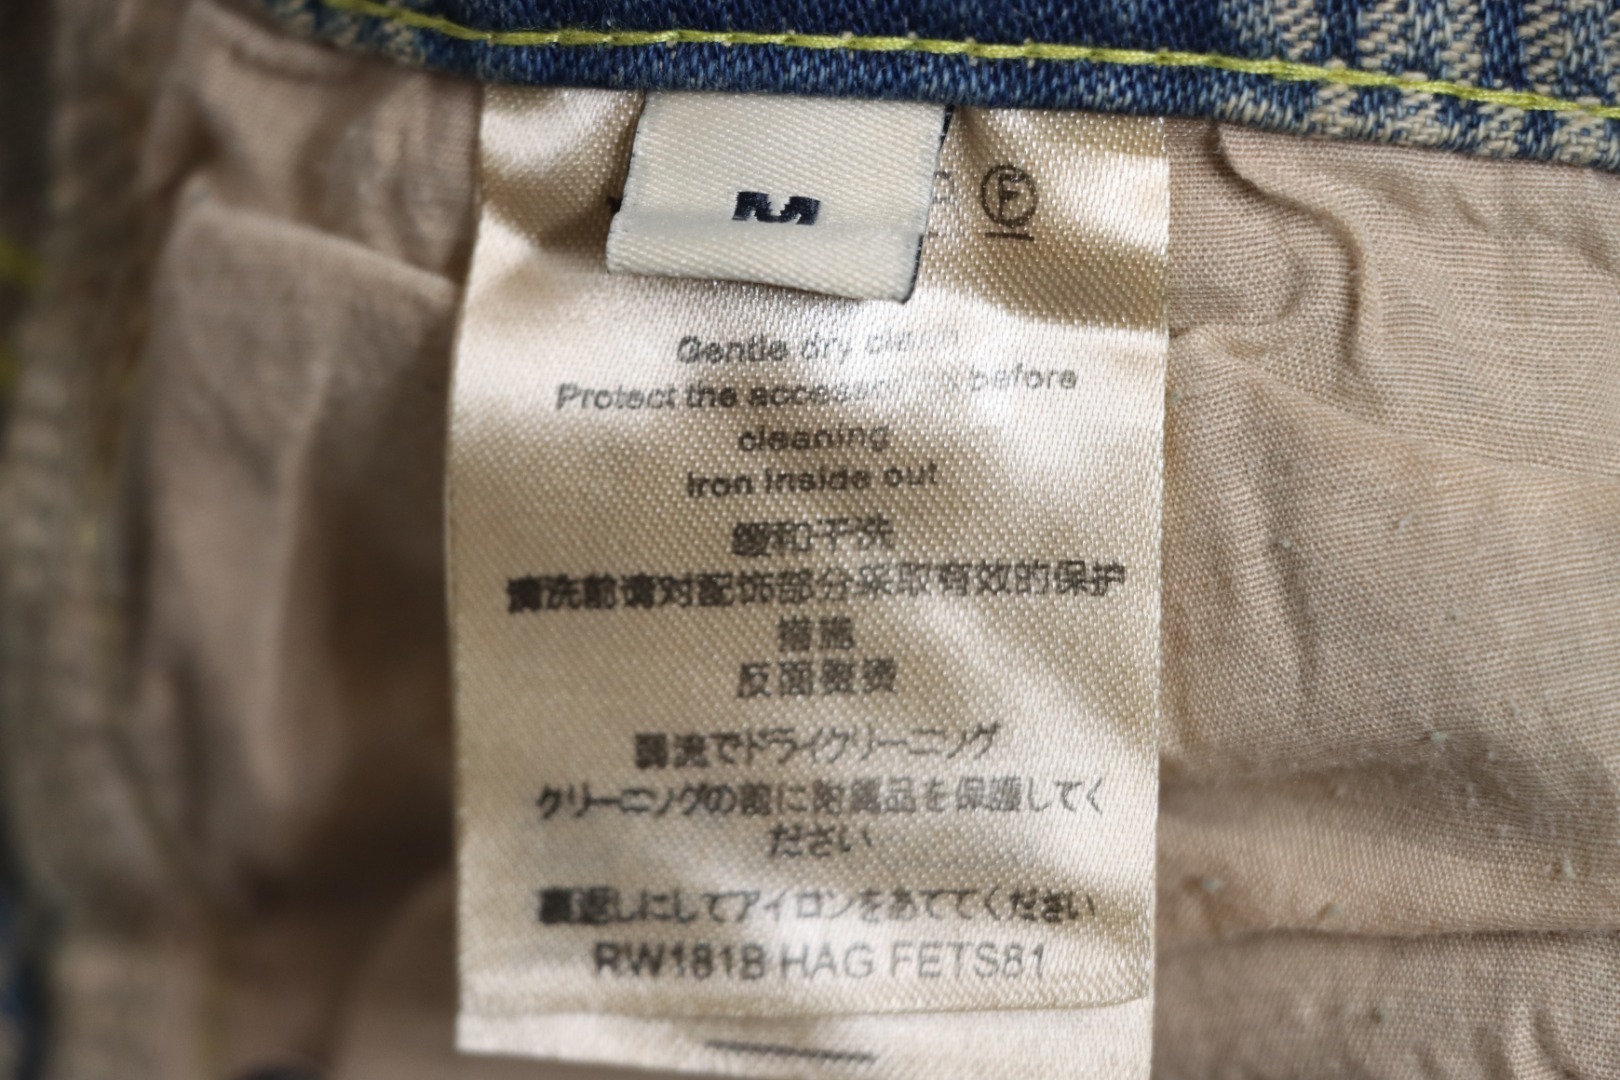 M
F
Gentle dry clean
Protect the before
cleaning
Iron inside out
缓和干洗
清洗前请对配饰部分采取有效的保护
措施
反面熨烫
弱流でドライクリーニング
クリーニングの前に附属品を保護してく
ださい
裏返しにしてアイロンをあててください
RW181B HAG FETS81